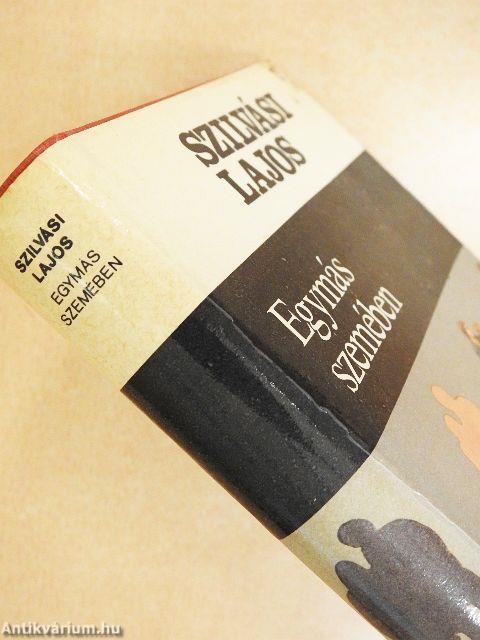 SZILVÁSI
LAJOS
Egymás
szemében
SZILVÁSI
LAJOS
EGYMÁS
SZEMÉBEN
Antikvárium.hu